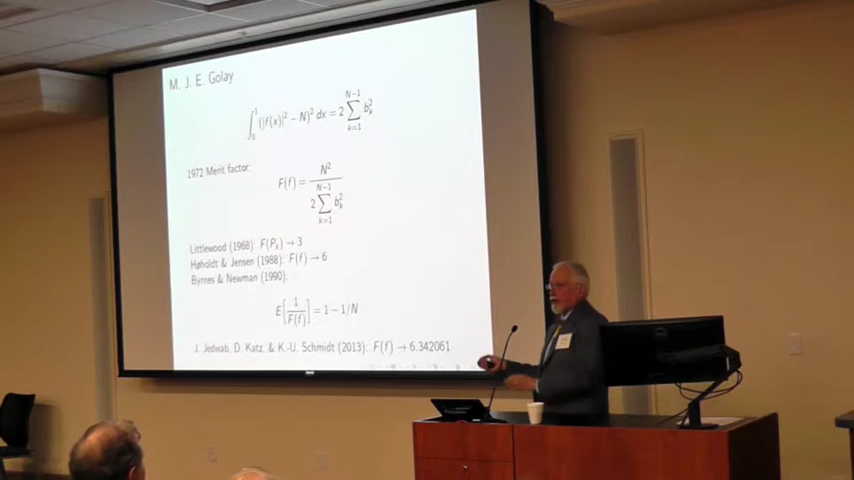 M. J. E. Golay
∫₀¹ (|f(x)|² − N)² dx = 2 ∑_{k=1}^{N−1} b_k²
1972 Merit factor:
F(f) = N² / (2 ∑_{k=1}^{N−1} b_k²)
Littlewood (1968): F(P_k) → 3
Høholdt & Jensen (1988): F(f) → 6
Byrnes & Newman (1990):
E[1/F(f)] = 1 − 1/N
J. Jedwab, D. Katz, & K.-U. Schmidt (2013): F(f) → 6.342061